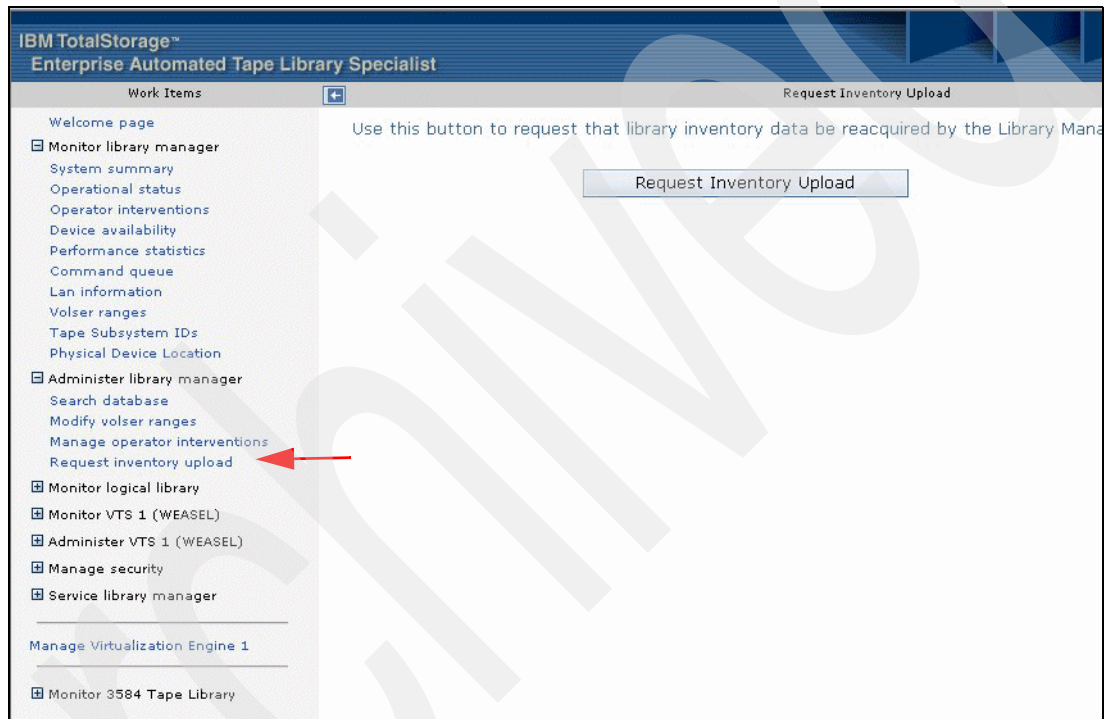 IBM TotalStorage™
Enterprise Automated Tape Library Specialist
Work Items
Request Inventory Upload
Welcome page
Monitor library manager
System summary
Operational status
Operator interventions
Device availability
Performance statistics
Command queue
Lan information
Volser ranges
Tape Subsystem IDs
Physical Device Location
Administer library manager
Search database
Modify volser ranges
Manage operator interventions
Request inventory upload
Monitor logical library
Monitor VTS 1 (WEASEL)
Administer VTS 1 (WEASEL)
Manage security
Service library manager
Manage Virtualization Engine 1
Monitor 3584 Tape Library
Use this button to request that library inventory data be reacquired by the Library Mana
Request Inventory Upload